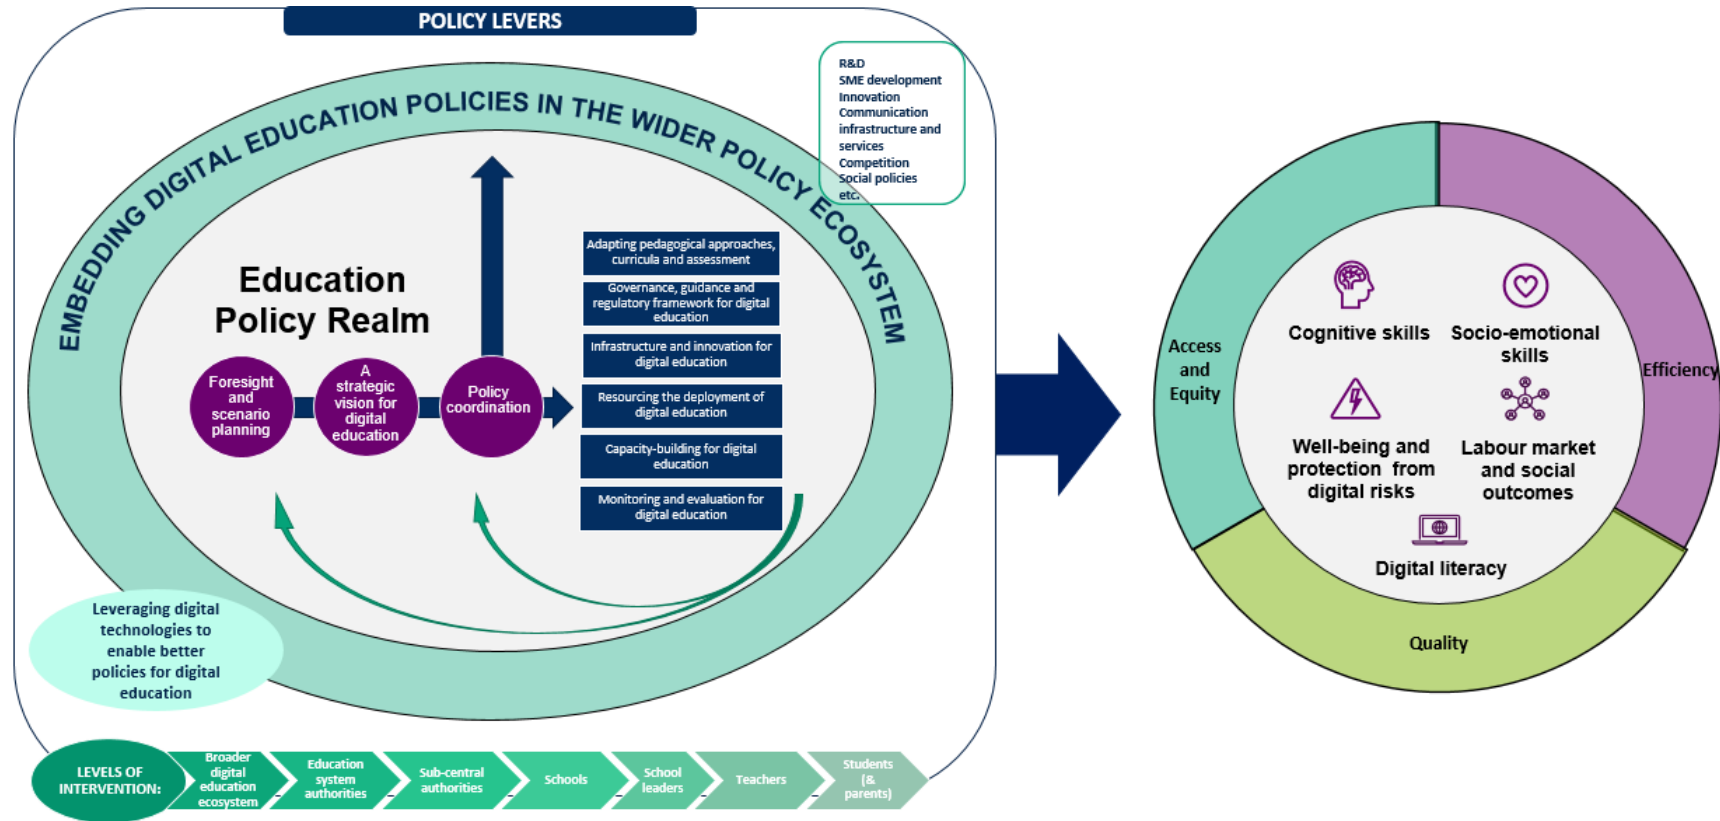 POLICY LEVERS
R&D
SME development
Innovation
Communication
infrastructure and
services
Competition
Social policies
etc.
EMBEDDING DIGITAL EDUCATION POLICIES IN THE WIDER POLICY ECOSYSTEM
Education
Policy Realm
Foresight
and
scenario
planning
A
strategic
vision for
digital
education
Policy
coordination
Adapting pedagogical approaches,
curricula and assessment
Governance, guidance and
regulatory framework for digital
education
Infrastructure and innovation for
digital education
Resourcing the deployment of
digital education
Capacity-building for digital
education
Monitoring and evaluation for
digital education
Leveraging digital
technologies to
enable better
policies for digital
education
LEVELS OF
INTERVENTION:
Broader
digital
education
ecosystem
Education
system
authorities
Sub-central
authorities
Schools
School
leaders
Teachers
Students
(&
parents)
Access
and
Equity
Efficiency
Quality
Cognitive skills
Socio-emotional
skills
Well-being and
protection from
digital risks
Labour market
and social
outcomes
Digital literacy